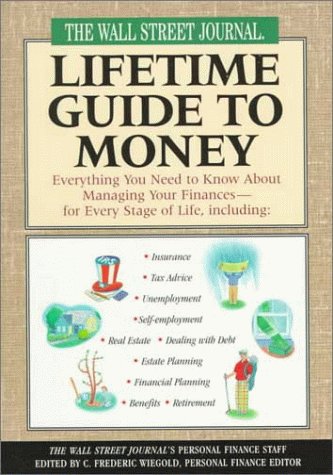 THE WALL STREET JOURNAL.
LIFETIME
GUIDE TO
MONEY
Everything You Need to Know About
Managing Your Finances—
for Every Stage of Life, including:
• Insurance
• Tax Advice
• Unemployment
• Self-employment
• Real Estate • Dealing with Debt
• Estate Planning
• Financial Planning
• Benefits • Retirement
THE WALL STREET JOURNAL'S PERSONAL FINANCE STAFF
EDITED BY C. FREDERIC WIEGOLD, PERSONAL FINANCE EDITOR